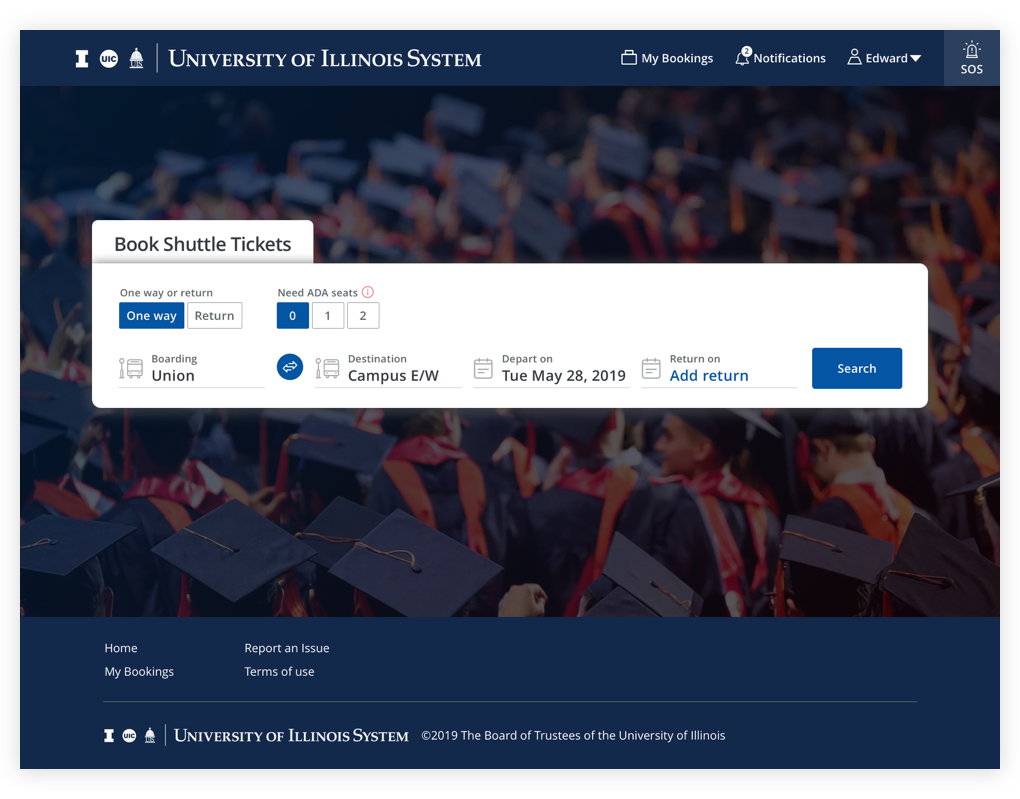 I UIC UNIVERSITY OF ILLINOIS SYSTEM
My Bookings
2
Notifications
Edward
SOS
Book Shuttle Tickets
One way or return
Need ADA seats
One way
Return
0
1
2
Boarding
Union
Destination
Campus E/W
Depart on
Tue May 28, 2019
Return on
Add return
Search
Home
Report an Issue
My Bookings
Terms of use
I UIC UNIVERSITY OF ILLINOIS SYSTEM ©2019 The Board of Trustees of the University of Illinois